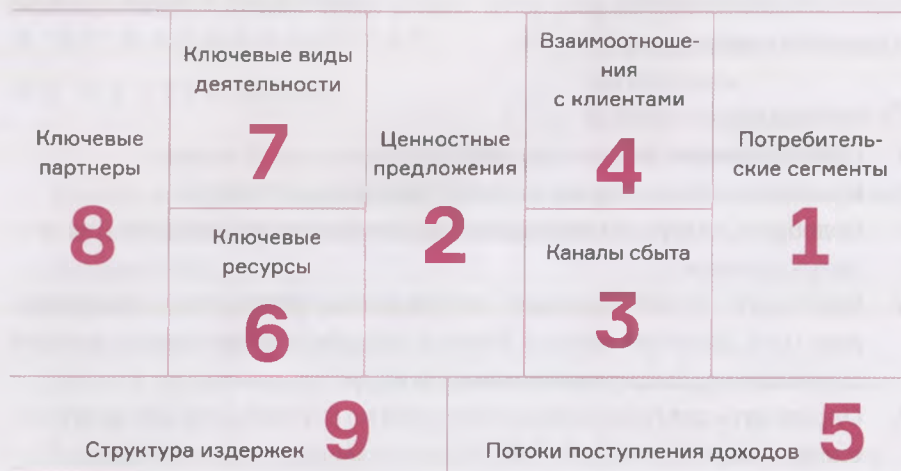 Ключевые
партнеры
8
Ключевые виды
деятельности
7
Ключевые
ресурсы
6
Ценностные
предложения
2
Взаимоотноше-
ния
с клиентами
4
Каналы сбыта
3
Потребитель-
ские сегменты
1
Структура издержек 9
Потоки поступления доходов 5